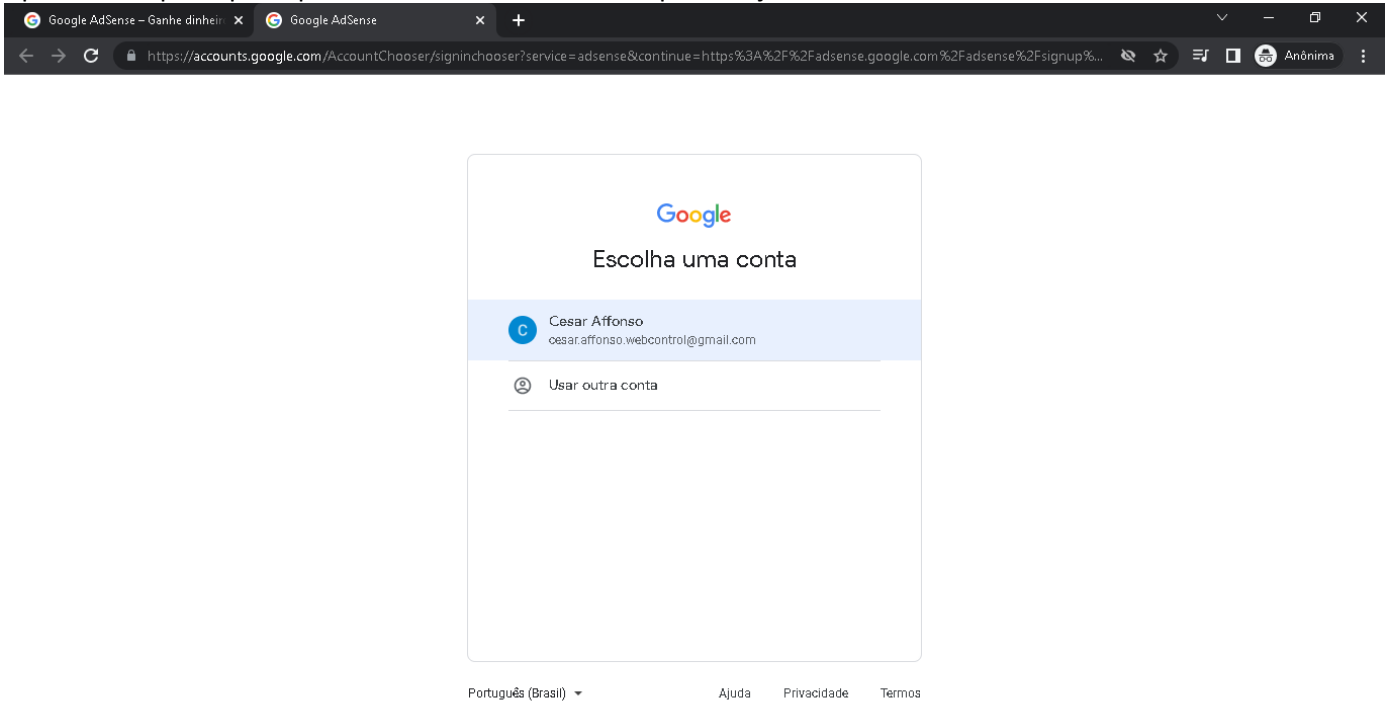 Google AdSense – Ganhe dinheir
Google AdSense
https://accounts.google.com/AccountChooser/signinchooser?service=adsense&continue=https%3A%2F%2Fadsense.google.com%2Fadsense%2Fsignup%...
Anônima
Google
Escolha uma conta
C
Cesar Affonso
cesar.affonso.webcontrol@gmail.com
Usar outra conta
Português (Brasil)
Ajuda Privacidade Termos